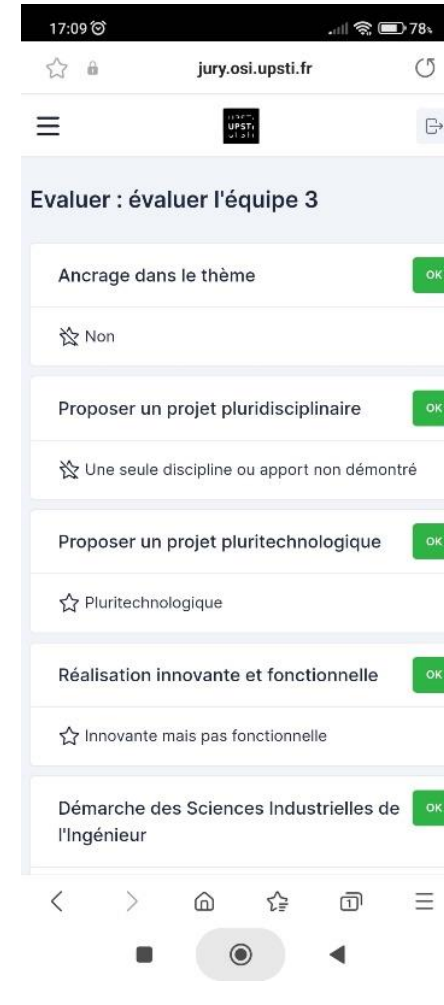 17:09
78%
jury.osi.upsti.fr
UPSTI
Evaluer : évaluer l'équipe 3
Ancrage dans le thème
OK
Non
Proposer un projet pluridisciplinaire
OK
Une seule discipline ou apport non démontré
Proposer un projet pluritechnologique
OK
Pluritechnologique
Réalisation innovante et fonctionnelle
OK
Innovante mais pas fonctionnelle
Démarche des Sciences Industrielles de
OK
l'Ingénieur
1